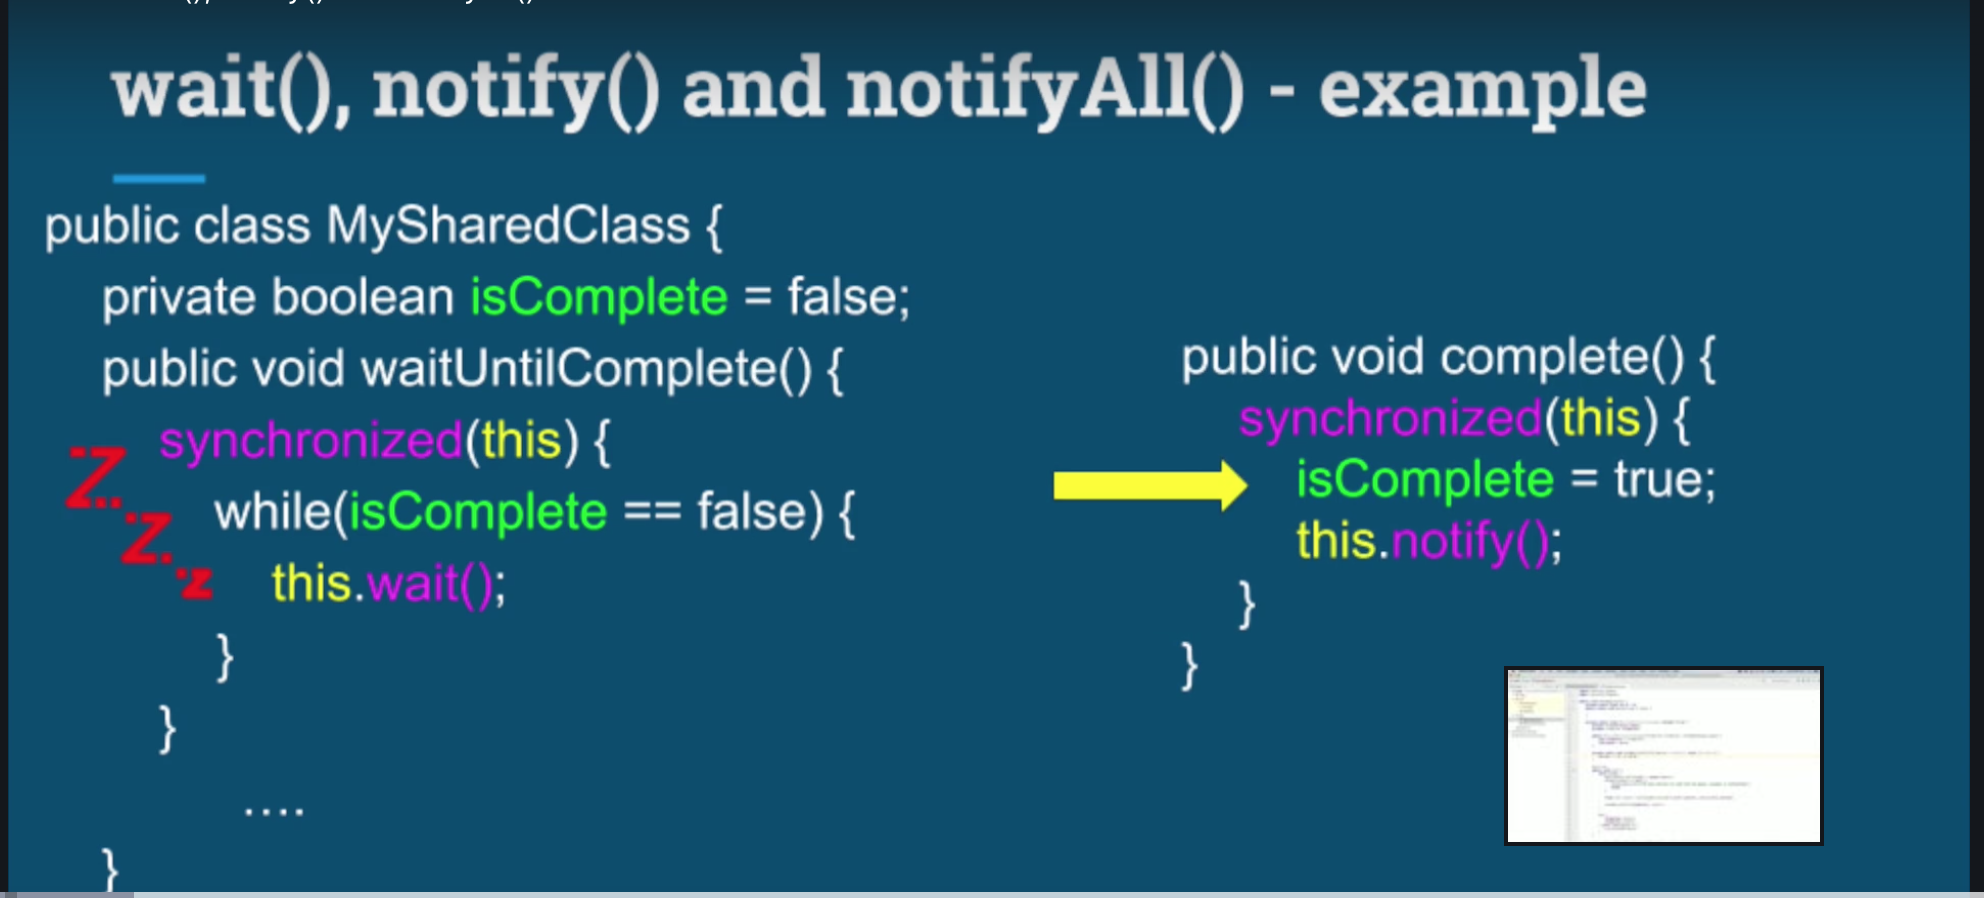 wait(), notify() and notifyAll() - example
public class MySharedClass {
private boolean isComplete = false;
public void waitUntilComplete() {
synchronized(this) {
while(isComplete == false) {
this.wait();
}
}
....
}
Z..
.Z.
.z
public void complete() {
synchronized(this) {
isComplete = true;
this.notify();
}
}